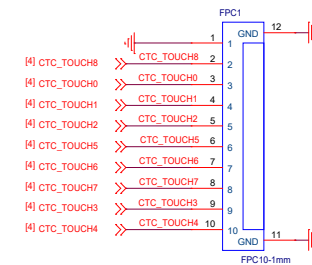 FPC1
1 1 GND 12
[4] CTC_TOUCH8 CTC_TOUCH8 2 2
[4] CTC_TOUCH0 CTC_TOUCH0 3 3
[4] CTC_TOUCH1 CTC_TOUCH1 4 4
[4] CTC_TOUCH2 CTC_TOUCH2 5 5
[4] CTC_TOUCH5 CTC_TOUCH5 6 6
[4] CTC_TOUCH6 CTC_TOUCH6 7 7
[4] CTC_TOUCH7 CTC_TOUCH7 8 8
[4] CTC_TOUCH3 CTC_TOUCH3 9 9
[4] CTC_TOUCH4 CTC_TOUCH4 10 10
GND 11
FPC10-1mm